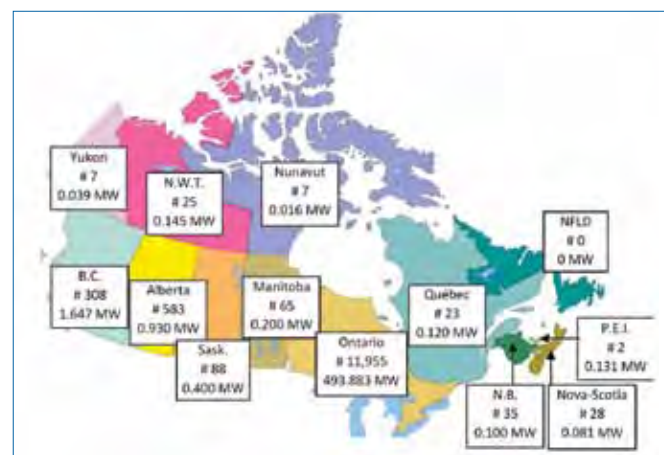 Yukon
# 7
0.039 MW
N.W.T.
# 25
0.145 MW
Nunavut
# 7
0.016 MW
NFLD
# 0
0 MW
B.C.
# 308
1.647 MW
Alberta
# 583
0.930 MW
Sask.
# 88
0.400 MW
Manitoba
# 65
0.200 MW
Ontario
# 11,955
493.883 MW
Québec
# 23
0.120 MW
P.E.I.
# 2
0.131 MW
N.B.
# 35
0.100 MW
Nova-Scotia
# 28
0.081 MW